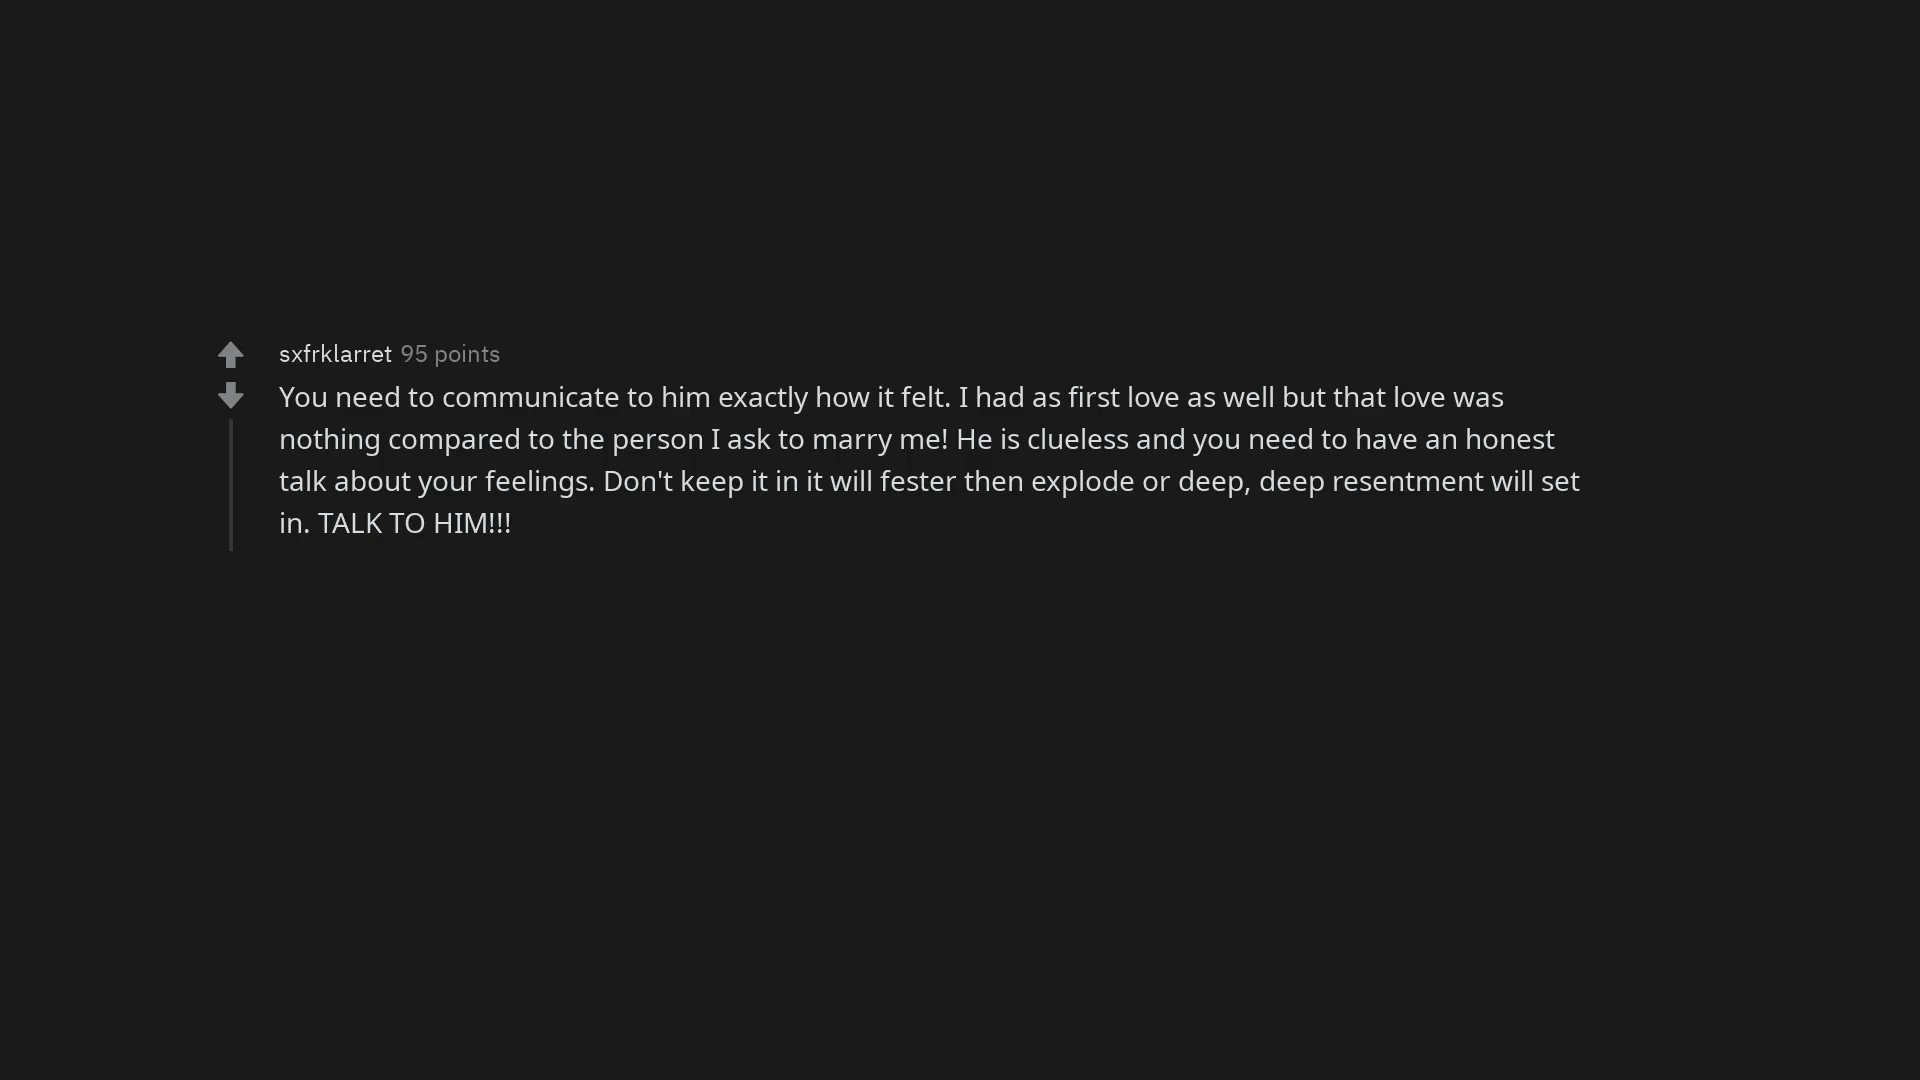 sxfrklarret 95 points
You need to communicate to him exactly how it felt. I had as first love as well but that love was
nothing compared to the person I ask to marry me! He is clueless and you need to have an honest
talk about your feelings. Don't keep it in it will fester then explode or deep, deep resentment will set
in. TALK TO HIM!!!